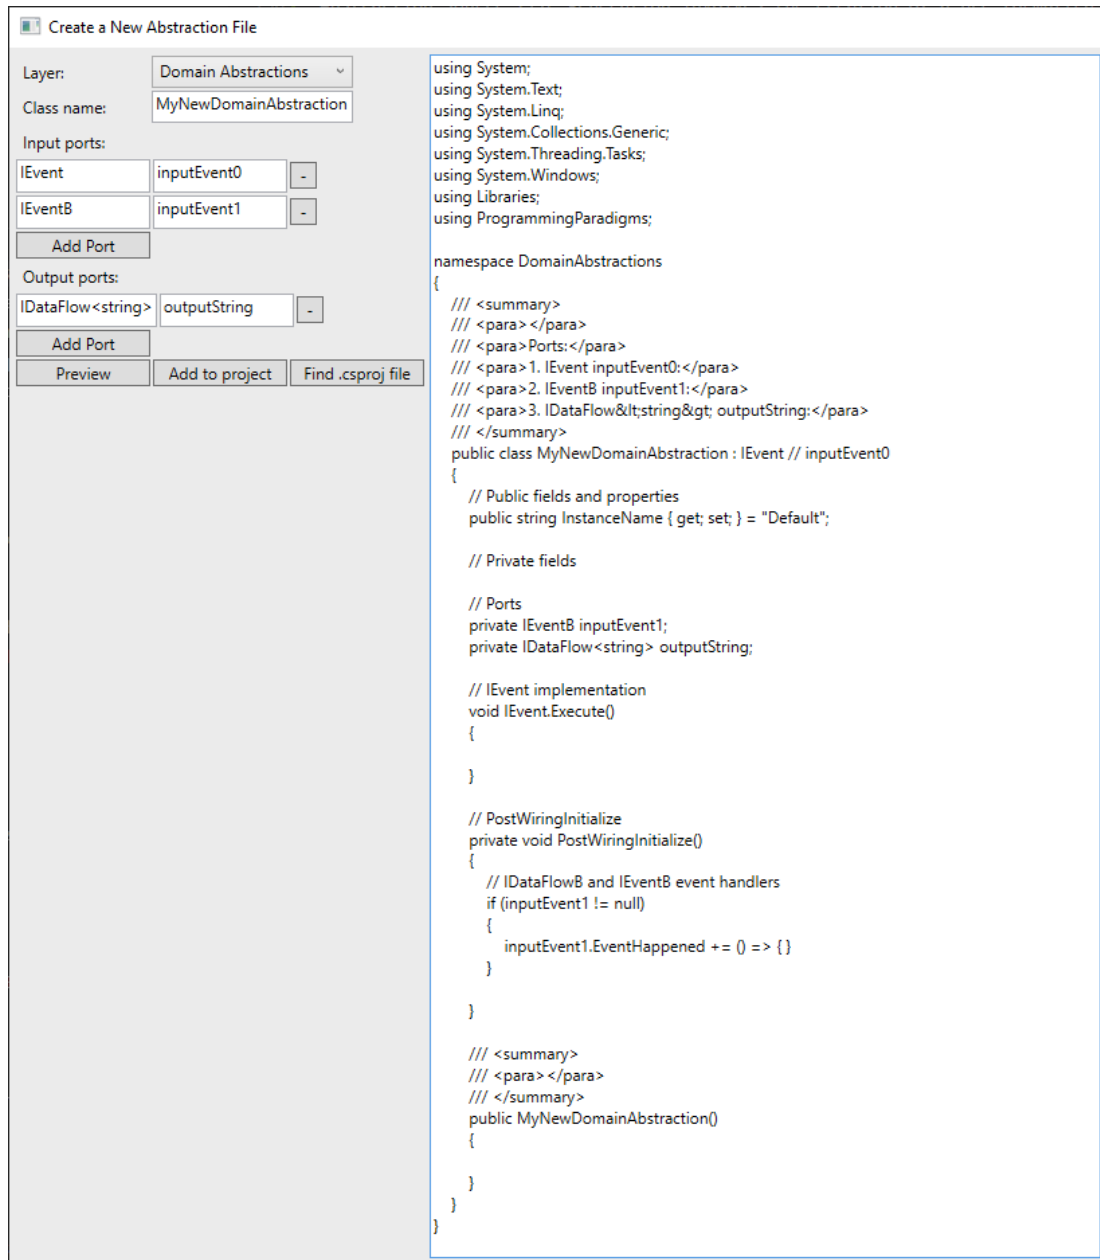 Create a New Abstraction File
Layer:
Domain Abstractions
Class name:
MyNewDomainAbstraction
Input ports:
IEvent
inputEvent0
-
IEventB
inputEvent1
-
Add Port
Output ports:
IDataFlow<string>
outputString
-
Add Port
Preview
Add to project
Find .csproj file
using System;
using System.Text;
using System.Linq;
using System.Collections.Generic;
using System.Threading.Tasks;
using System.Windows;
using Libraries;
using ProgrammingParadigms;
namespace DomainAbstractions
{
/// <summary>
/// <para></para>
/// <para>Ports:</para>
/// <para>1. IEvent inputEvent0:</para>
/// <para>2. IEventB inputEvent1:</para>
/// <para>3. IDataFlow&lt;string&gt; outputString:</para>
/// </summary>
public class MyNewDomainAbstraction : IEvent // inputEvent0
{
// Public fields and properties
public string InstanceName { get; set; } = "Default";
// Private fields
// Ports
private IEventB inputEvent1;
private IDataFlow<string> outputString;
// IEvent implementation
void IEvent.Execute()
{
}
// PostWiringInitialize
private void PostWiringInitialize()
{
// IDataFlowB and IEventB event handlers
if (inputEvent1 != null)
{
inputEvent1.EventHappened += () => { }
}
}
/// <summary>
/// <para></para>
/// </summary>
public MyNewDomainAbstraction()
{
}
}
}